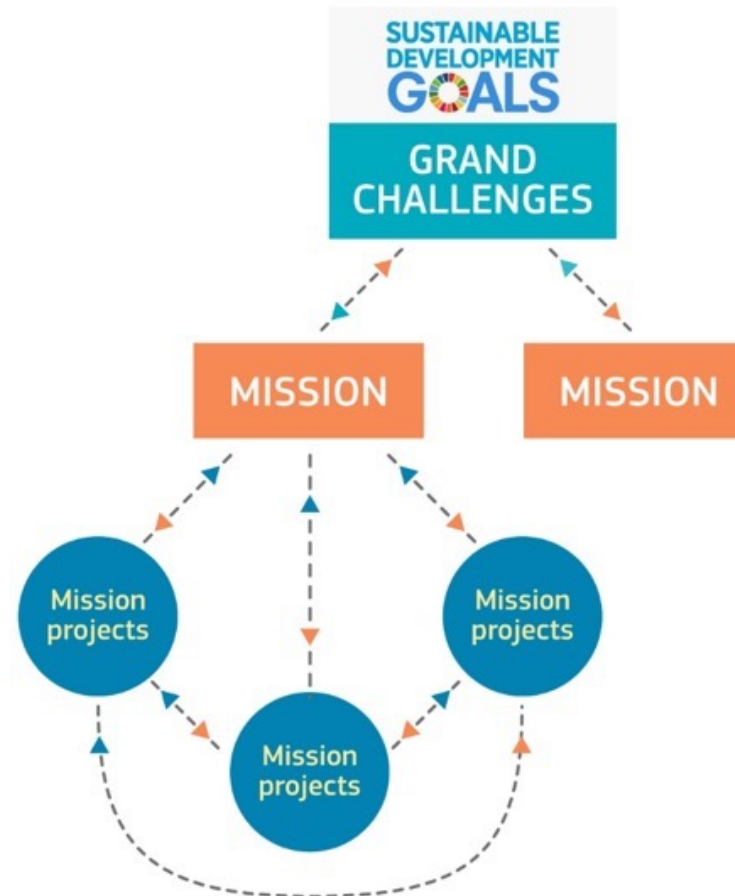 SUSTAINABLE
DEVELOPMENT
GOALS
GRAND
CHALLENGES
MISSION
MISSION
Mission
projects
Mission
projects
Mission
projects